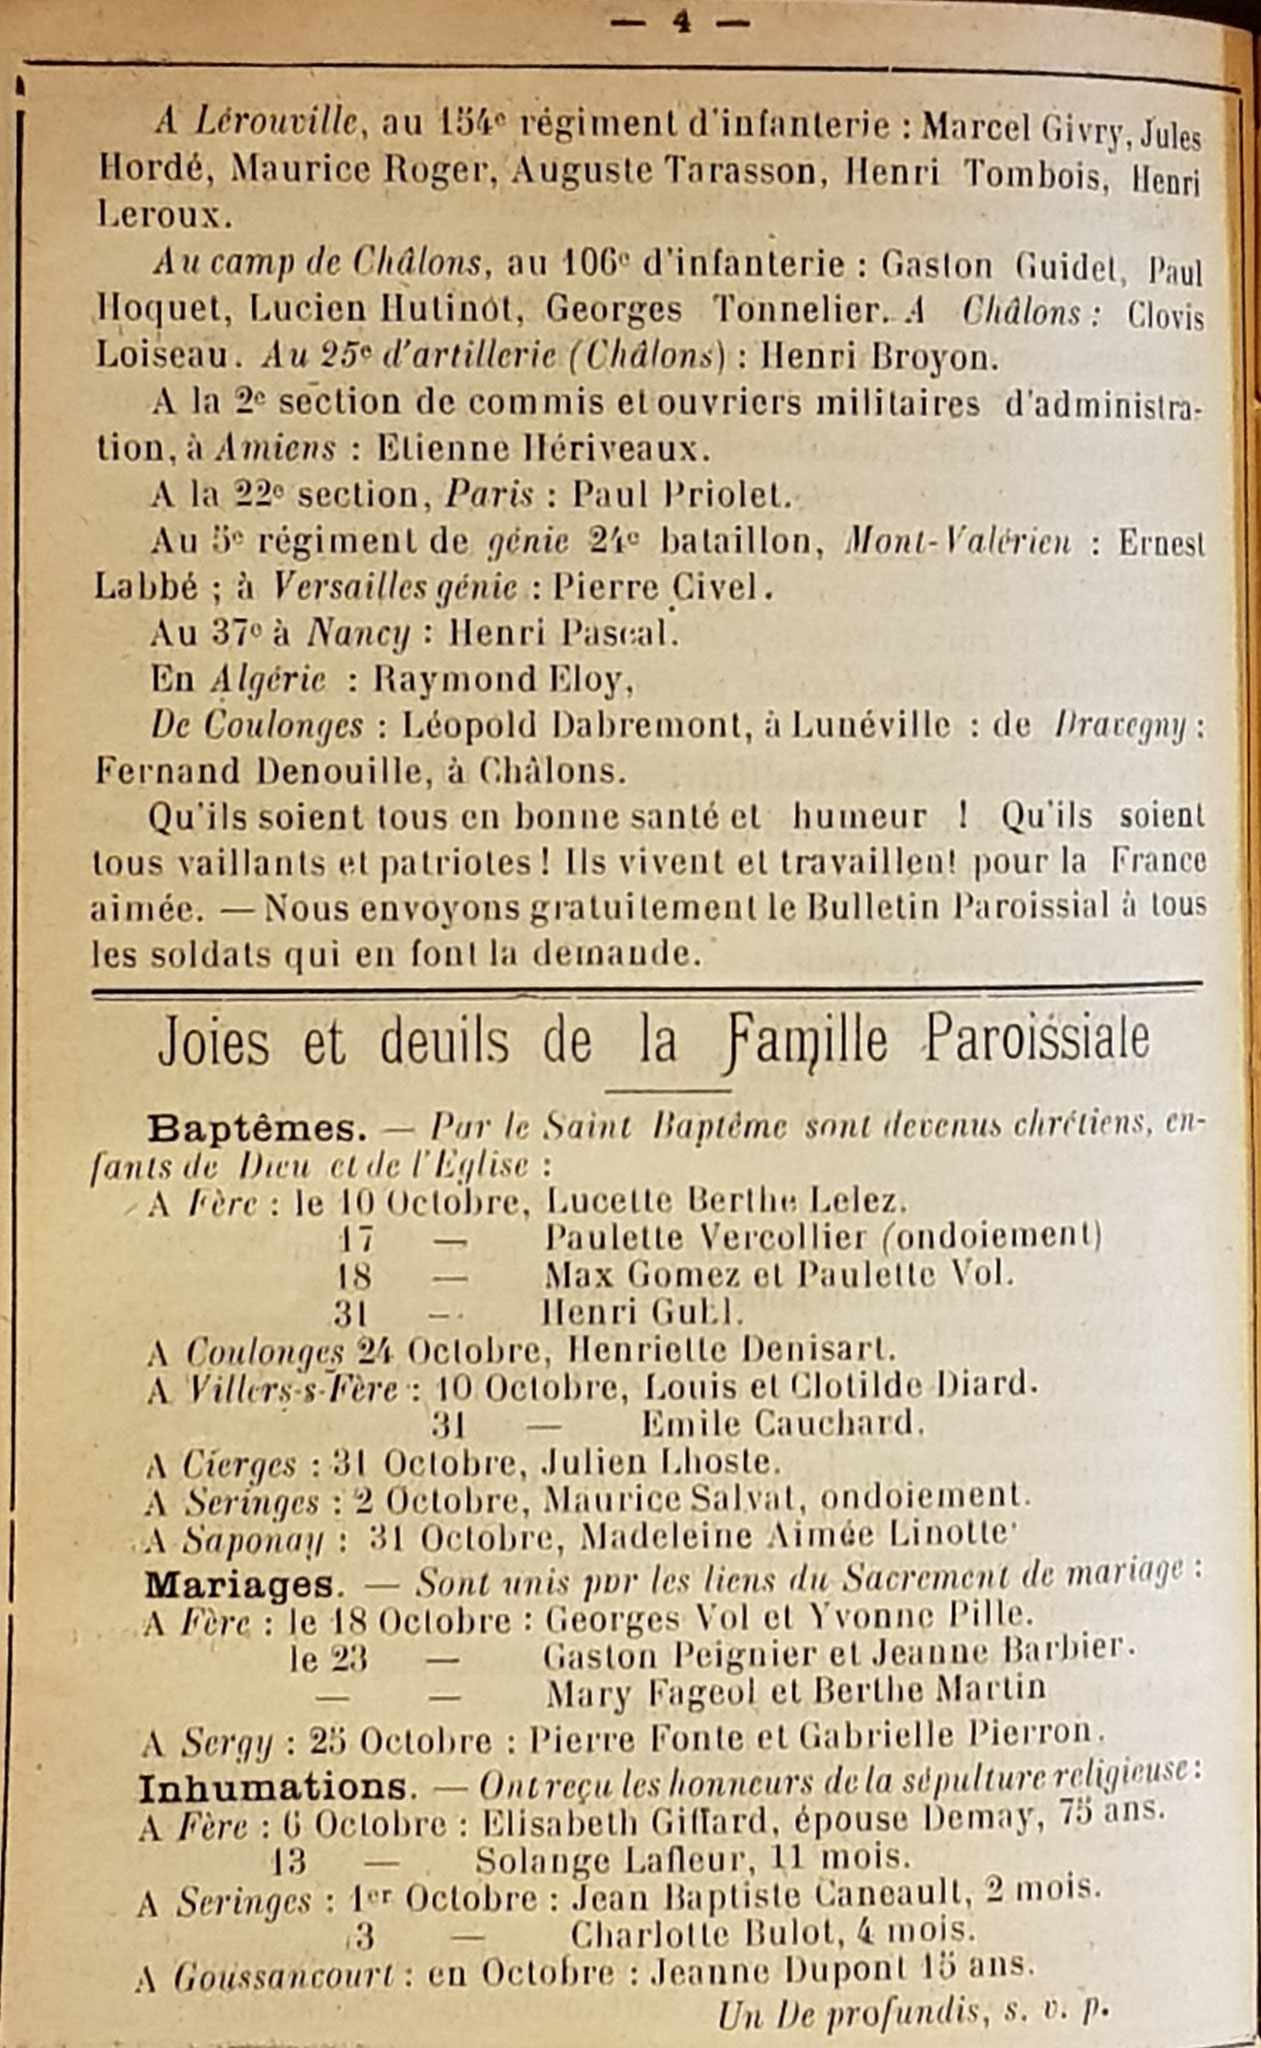 — 4 —
A Lérouville, au 154e régiment d'infanterie : Marcel Givry, Jules
Hordé, Maurice Roger, Auguste Tarasson, Henri Tombois, Henri
Leroux.
Au camp de Châlons, au 106e d'infanterie : Gaston Guidet, Paul
Hoquet, Lucien Hutinot, Georges Tonnelier. A Châlons : Clovis
Loiseau. Au 25e d'artillerie (Châlons) : Henri Broyon.
A la 2e section de commis et ouvriers militaires d'administra-
tion, à Amiens : Etienne Hériveaux.
A la 22e section, Paris : Paul Priolet.
Au 5e régiment de génie 24e bataillon, Mont-Valérien : Ernest
Labbé ; à Versailles génie : Pierre Civel.
Au 37e à Nancy : Henri Pascal.
En Algérie : Raymond Eloy,
De Coulonges : Léopold Dabremont, à Lunéville : de Dravegny :
Fernand Denouille, à Châlons.
Qu'ils soient tous en bonne santé et humeur ! Qu'ils soient
tous vaillants et patriotes ! Ils vivent et travaillent pour la France
aimée. — Nous envoyons gratuitement le Bulletin Paroissial à tous
les soldats qui en font la demande.
Joies et deuils de la Famille Paroissiale
Baptêmes. — Par le Saint Baptême sont devenus chrétiens, en-
fants de Dieu et de l'Eglise :
A Fère : le 10 Octobre, Lucette Berthe Lelez.
17 — Paulette Vercollier (ondoiement)
18 — Max Gomez et Paulette Vol.
31 — Henri
A Coulonges 24 Octobre, Henriette Denisart.
A Villers-s-Fère : 10 Octobre, Louis et Clotilde Diard.
31 — Emile Cauchard.
A Cierges : 31 Octobre, Julien Lhoste.
A Seringes : 2 Octobre, Maurice Salvat, ondoiement.
A Saponay : 31 Octobre, Madeleine Aimée Linotte
Mariages. — Sont unis por les liens du Sacrement de mariage :
A Fère : le 18 Octobre : Georges Vol et Yvonne Pille.
le 23 — Gaston Peignier et Jeanne Barbier.
— — Mary Fageol et Berthe Martin
A Sergy : 25 Octobre : Pierre Fonte et Gabrielle Pierron.
Inhumations. — Ont reçu les honneurs de la sépulture religieuse :
A Fère : 6 Octobre : Elisabeth Giffard, épouse Demay, 75 ans.
13 — Solange Lafleur, 11 mois.
A Seringes : 1er Octobre : Jean Baptiste Caneault, 2 mois.
3 — Charlotte Bulot, 4 mois.
A Goussancourt : en Octobre : Jeanne Dupont 15 ans.
Un De profundis, s. v. p.